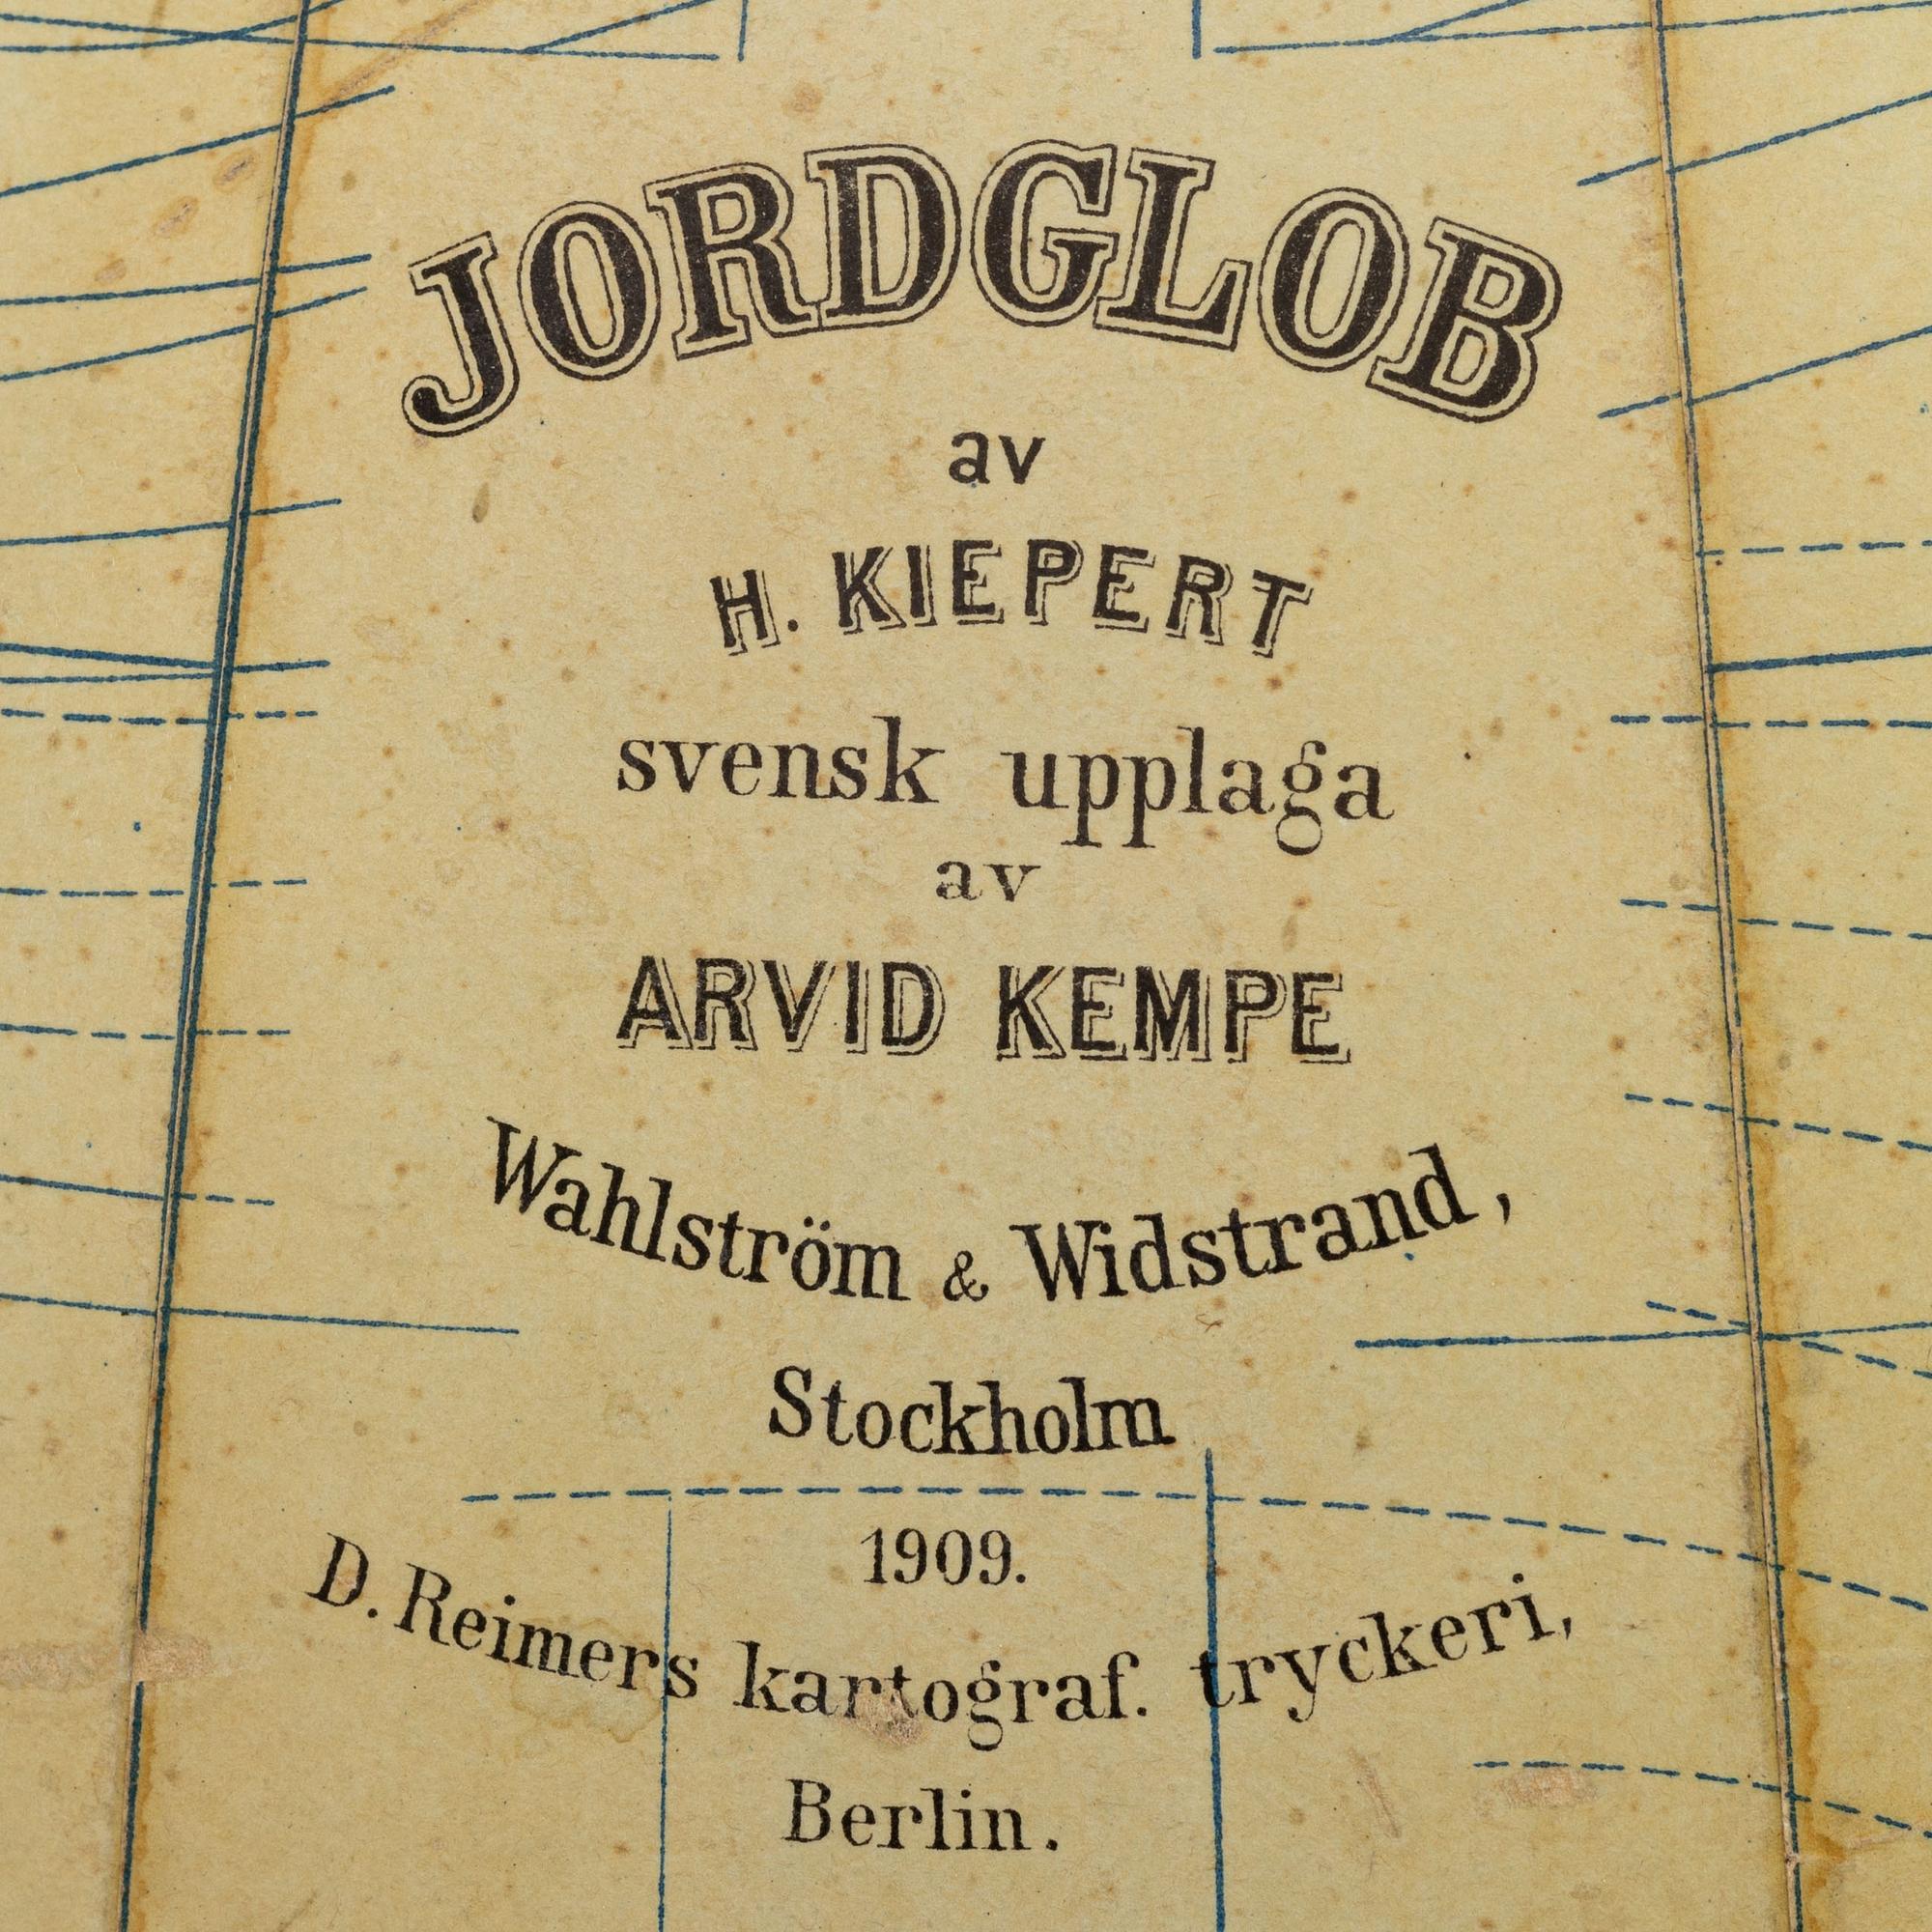 JORDGLOB
av
H. KIEPERT
svensk upplaga
av
ARVID KEMPE
Wahlström & Widstrand,
Stockholm
1909.
D. Reimers kartograf. tryckeri,
Berlin.